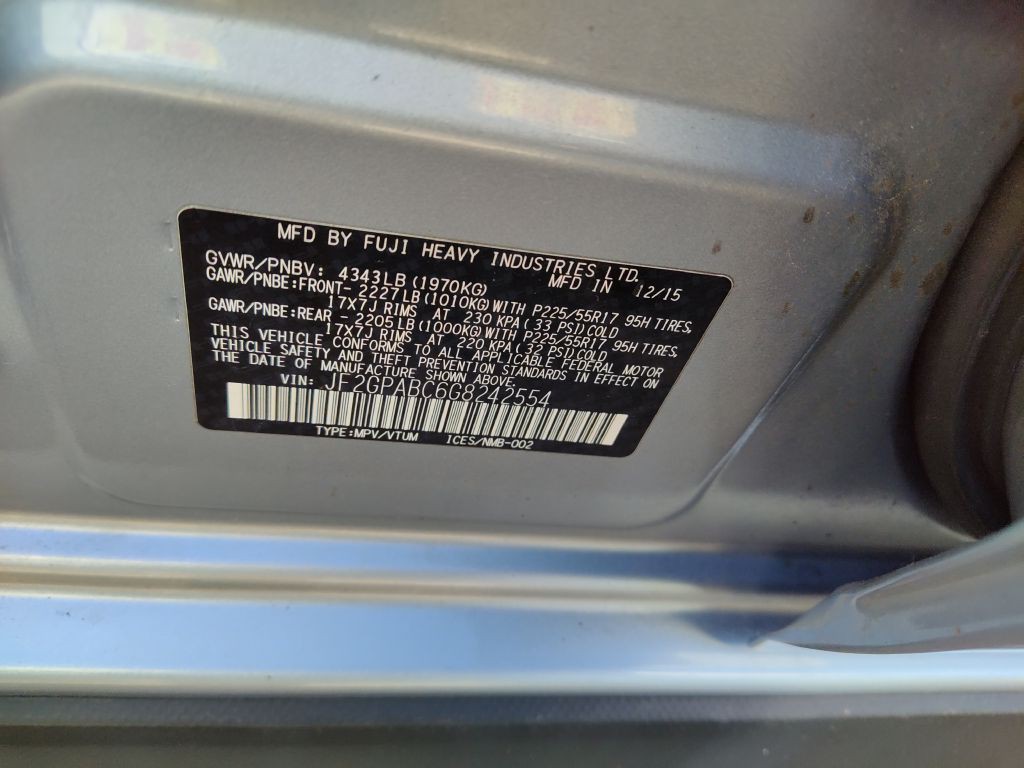 MFD BY FUJI HEAVY INDUSTRIES LTD.
GVWR/PNBV: 4343LB(1970KG) MFD IN 12/15
GAWR/PNBE:FRONT-2227LB(1010KG)WITH P225/55R17 95H TIRES,
17X7J RIMS AT 230 KPA(33 PSI)COLD
GAWR/PNBE:REAR -2205LB(1000KG)WITH P225/55R17 95H TIRES,
17X7J RIMS AT 220 KPA(32 PSI)COLD
THIS VEHICLE CONFORMS TO ALL APPLICABLE FEDERAL MOTOR
VEHICLE SAFETY AND THEFT PREVENTION STANDARDS IN EFFECT ON
THE DATE OF MANUFACTURE SHOWN ABOVE.
VIN: JF2GPABC6G8242554
TYPE:MPV/VTUM ICES/NMB-002